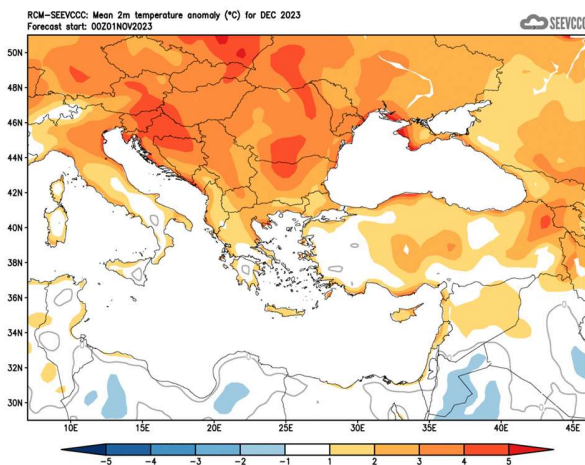 RCM-SEEVCCC: Mean 2m temperature anomaly (°C) for DEC 2023
Forecast start: 00Z01NOV2023
SEEVCCC
50N
48N
46N
44N
42N
40N
38N
36N
34N
32N
30N
10E 15E 20E 25E 30E 35E 40E 45E
-5 -4 -3 -2 -1 1 2 3 4 5